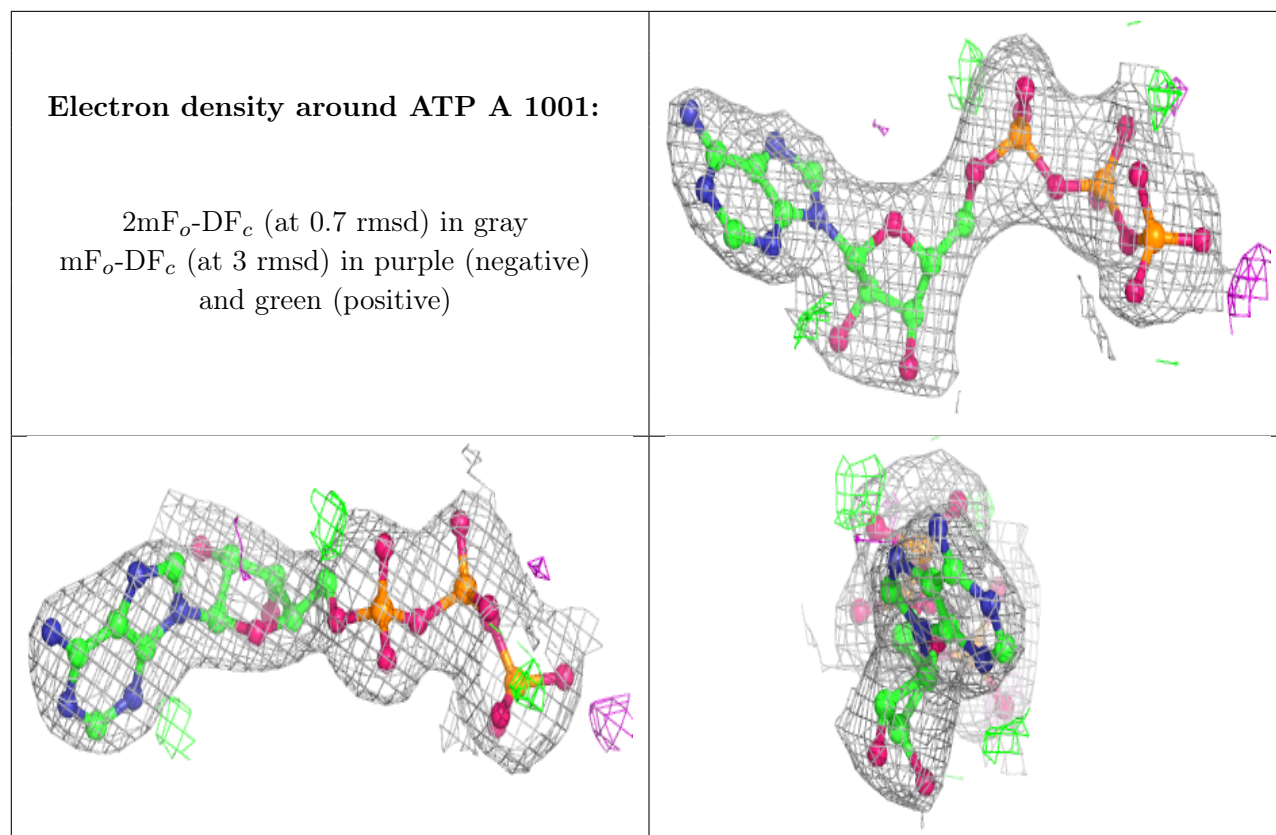 Electron density around ATP A 1001:
2mFo-DFc (at 0.7 rmsd) in gray
mFo-DFc (at 3 rmsd) in purple (negative)
and green (positive)